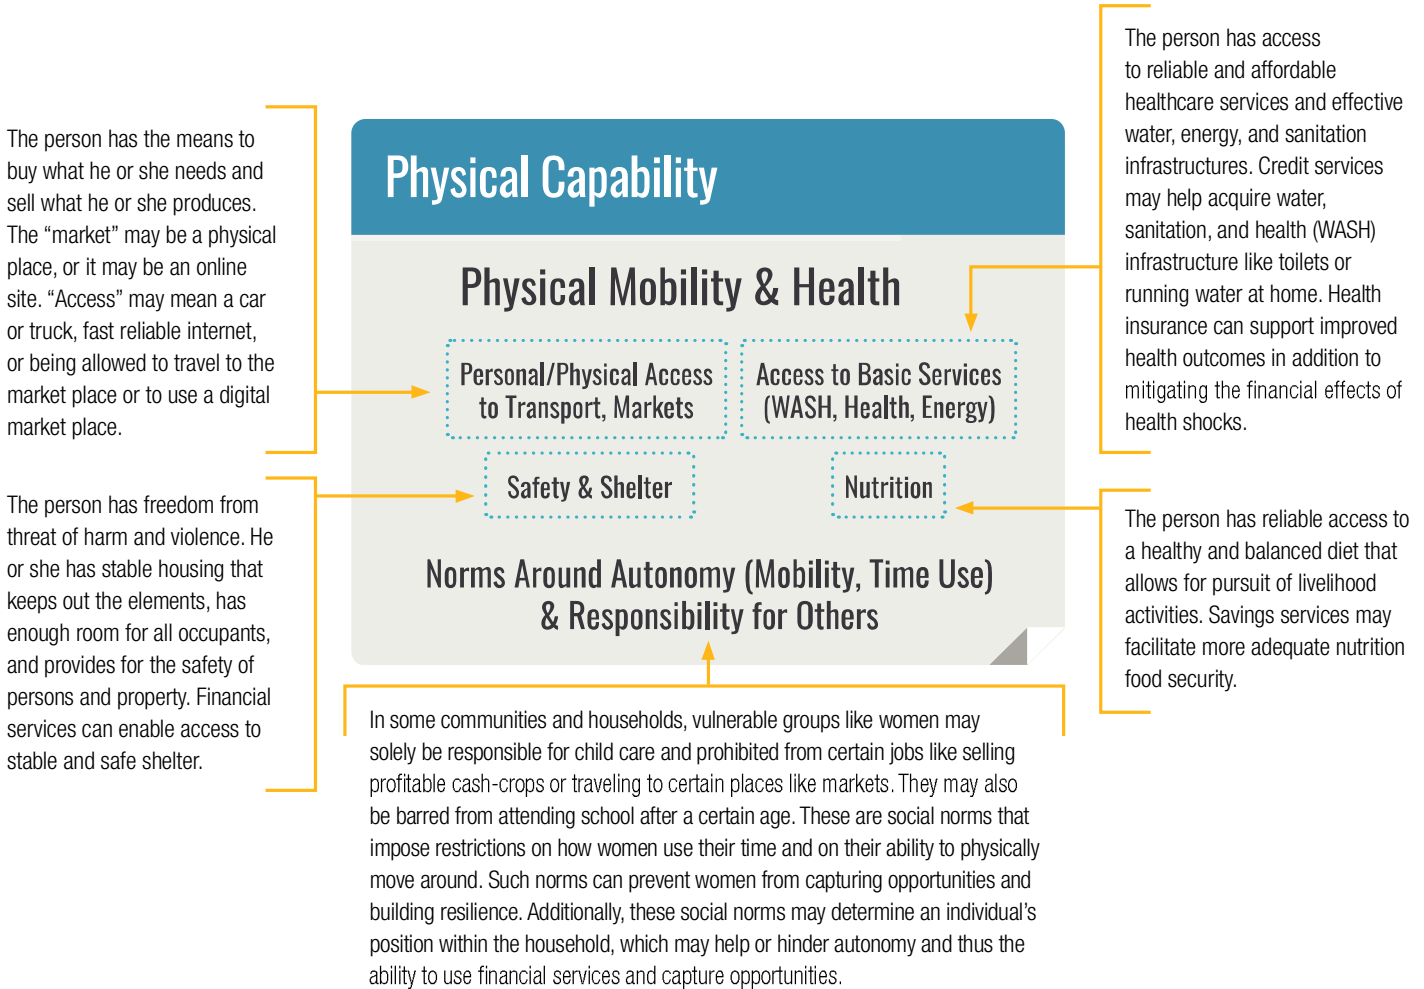 The person has the means to
buy what he or she needs and
sell what he or she produces.
The “market” may be a physical
place, or it may be an online
site. “Access” may mean a car
or truck, fast reliable internet,
or being allowed to travel to the
market place or to use a digital
market place.
The person has freedom from
threat of harm and violence. He
or she has stable housing that
keeps out the elements, has
enough room for all occupants,
and provides for the safety of
persons and property. Financial
services can enable access to
stable and safe shelter.
Physical Capability
Physical Mobility & Health
Personal/Physical Access
to Transport, Markets
Access to Basic Services
(WASH, Health, Energy)
Safety & Shelter
Nutrition
Norms Around Autonomy (Mobility, Time Use)
& Responsibility for Others
In some communities and households, vulnerable groups like women may
solely be responsible for child care and prohibited from certain jobs like selling
profitable cash-crops or traveling to certain places like markets. They may also
be barred from attending school after a certain age. These are social norms that
impose restrictions on how women use their time and on their ability to physically
move around. Such norms can prevent women from capturing opportunities and
building resilience. Additionally, these social norms may determine an individual’s
position within the household, which may help or hinder autonomy and thus the
ability to use financial services and capture opportunities.
The person has access
to reliable and affordable
healthcare services and effective
water, energy, and sanitation
infrastructures. Credit services
may help acquire water,
sanitation, and health (WASH)
infrastructure like toilets or
running water at home. Health
insurance can support improved
health outcomes in addition to
mitigating the financial effects of
health shocks.
The person has reliable access to
a healthy and balanced diet that
allows for pursuit of livelihood
activities. Savings services may
facilitate more adequate nutrition
food security.